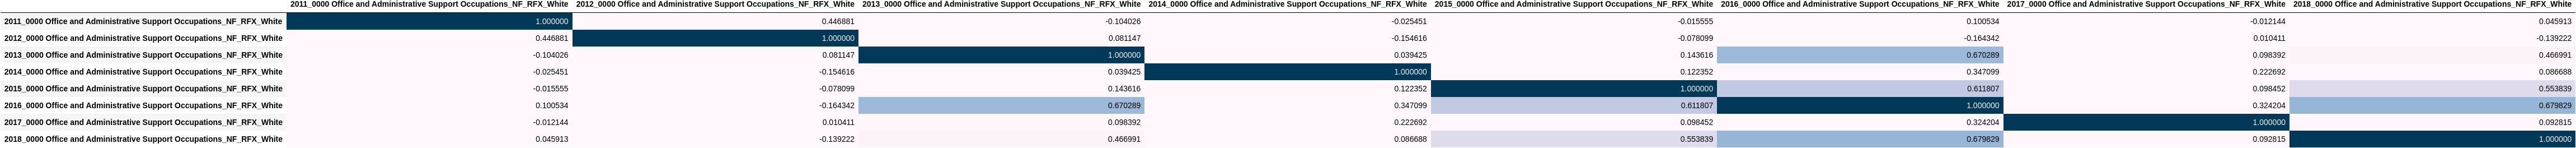 2011_0000 Office and Administrative Support Occupations_NF_RFX_White 2012_0000 Office and Administrative Support Occupations_NF_RFX_White 2013_0000 Office and Administrative Support Occupations_NF_RFX_White 2014_0000 Office and Administrative Support Occupations_NF_RFX_White 2015_0000 Office and Administrative Support Occupations_NF_RFX_White 2016_0000 Office and Administrative Support Occupations_NF_RFX_White 2017_0000 Office and Administrative Support Occupations_NF_RFX_White 2018_0000 Office and Administrative Support Occupations_NF_RFX_White
2011_0000 Office and Administrative Support Occupations_NF_RFX_White 1.000000 0.446881 -0.104026 -0.025451 -0.015555 0.100534 -0.012144 0.045913
2012_0000 Office and Administrative Support Occupations_NF_RFX_White 0.446881 1.000000 0.081147 -0.154616 -0.078099 -0.164342 0.010411 -0.139222
2013_0000 Office and Administrative Support Occupations_NF_RFX_White -0.104026 0.081147 1.000000 0.039425 0.143616 0.670289 0.098392 0.466991
2014_0000 Office and Administrative Support Occupations_NF_RFX_White -0.025451 -0.154616 0.039425 1.000000 0.122352 0.347099 0.222692 0.086688
2015_0000 Office and Administrative Support Occupations_NF_RFX_White -0.015555 -0.078099 0.143616 0.122352 1.000000 0.611807 0.098452 0.553839
2016_0000 Office and Administrative Support Occupations_NF_RFX_White 0.100534 -0.164342 0.670289 0.347099 0.611807 1.000000 0.324204 0.679829
2017_0000 Office and Administrative Support Occupations_NF_RFX_White -0.012144 0.010411 0.098392 0.222692 0.098452 0.324204 1.000000 0.092815
2018_0000 Office and Administrative Support Occupations_NF_RFX_White 0.045913 -0.139222 0.466991 0.086688 0.553839 0.679829 0.092815 1.000000